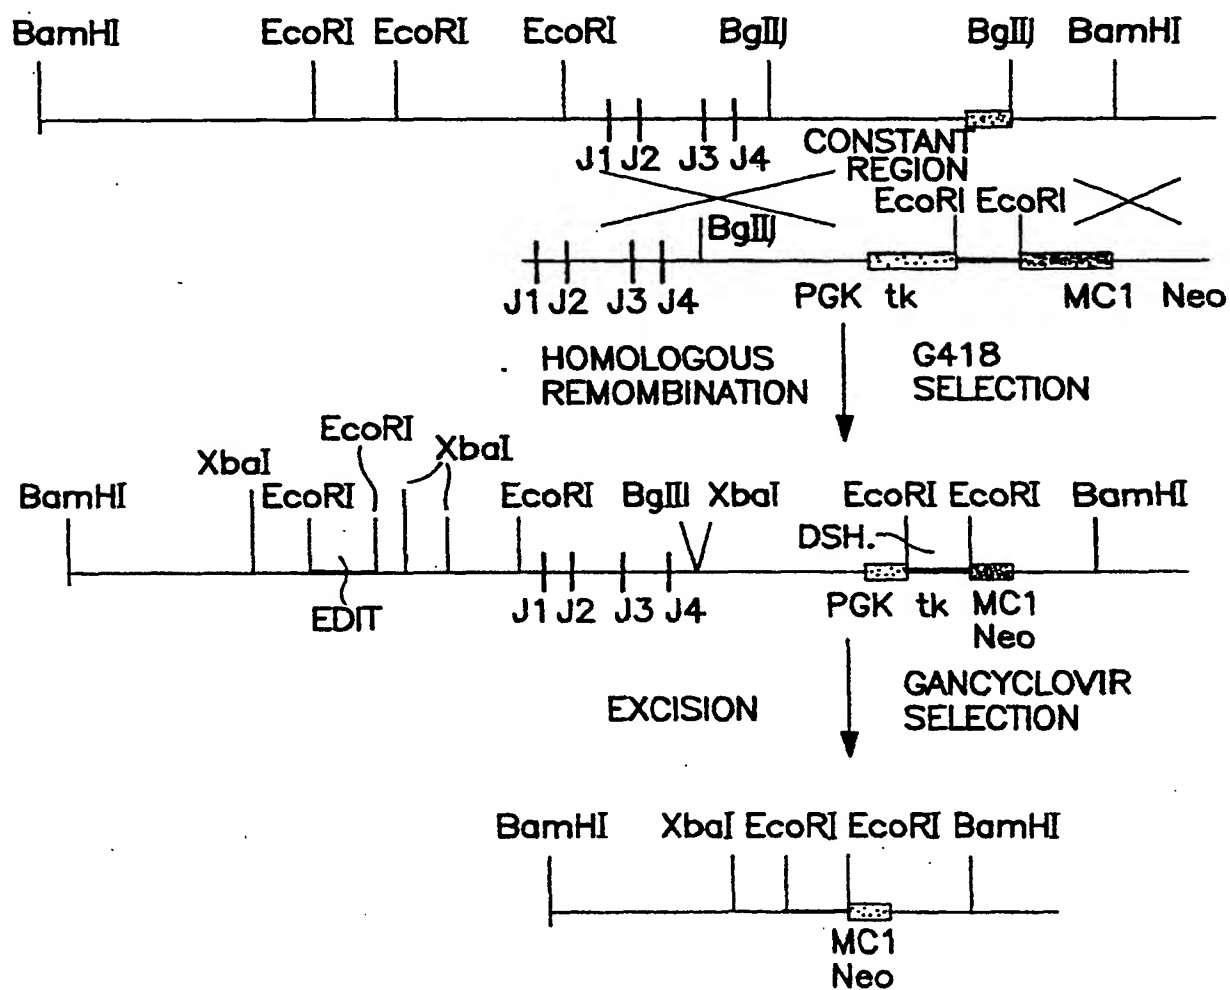 BamHI EcoRI EcoRI EcoRI BglII BglII BamHI
J1 J2 J3 J4 CONSTANT
REGION
EcoRI EcoRI
BglII
J1 J2 J3 J4 PGK tk MC1 Neo
HOMOLOGOUS G418
REMOMBINATION SELECTION
EcoRI
XbaI XbaI
BamHI EcoRI EcoRI BglII XbaI EcoRI EcoRI BamHI
DSH.
EDIT J1 J2 J3 J4 PGK tk MC1
Neo
EXCISION GANCYCLOVIR
SELECTION
BamHI XbaI EcoRI EcoRI BamHI
MC1
Neo